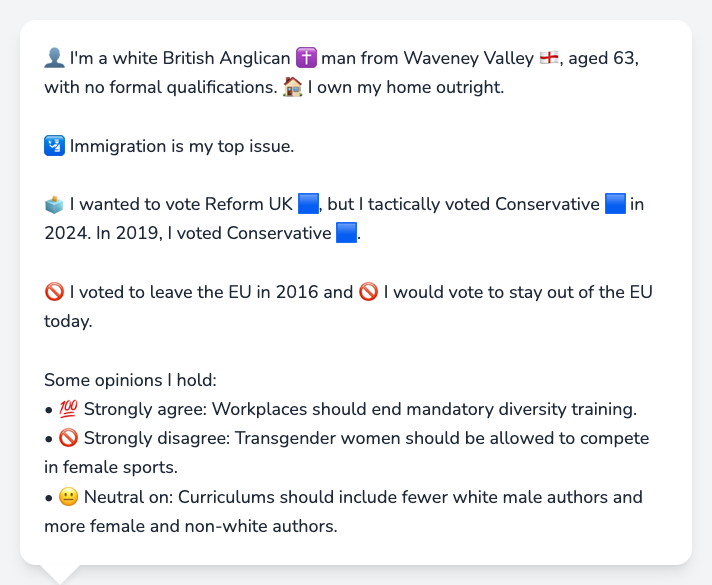 👤 I'm a white British Anglican ✝️ man from Waveney Valley 🏴󠁧󠁢󠁥󠁮󠁧󠁿, aged 63,
with no formal qualifications. 🏠 I own my home outright.
🛂 Immigration is my top issue.
🗳️ I wanted to vote Reform UK 🟦, but I tactically voted Conservative 🟦 in
2024. In 2019, I voted Conservative 🟦.
🚫 I voted to leave the EU in 2016 and 🚫 I would vote to stay out of the EU
today.
Some opinions I hold:
• 💯 Strongly agree: Workplaces should end mandatory diversity training.
• 🚫 Strongly disagree: Transgender women should be allowed to compete
in female sports.
• 😐 Neutral on: Curriculums should include fewer white male authors and
more female and non-white authors.